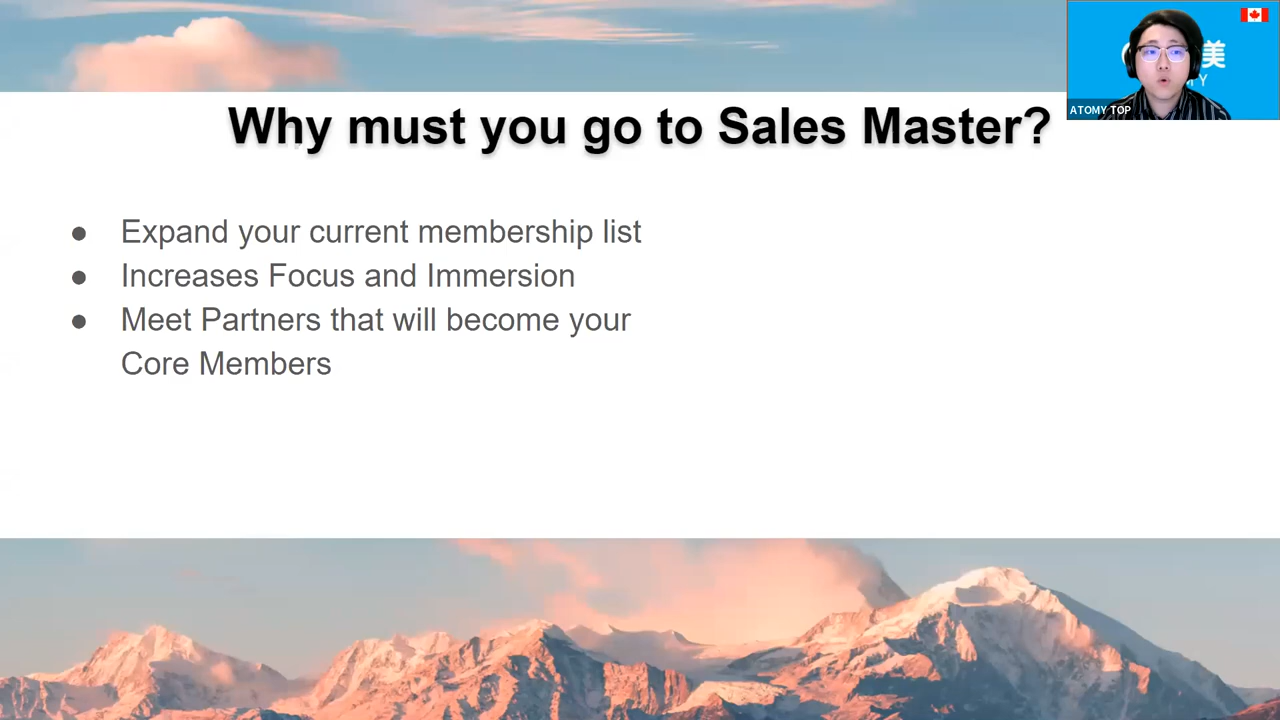 Why must you go to Sales Master?
美
ATOMY TOP
● Expand your current membership list
● Increases Focus and Immersion
● Meet Partners that will become your
Core Members